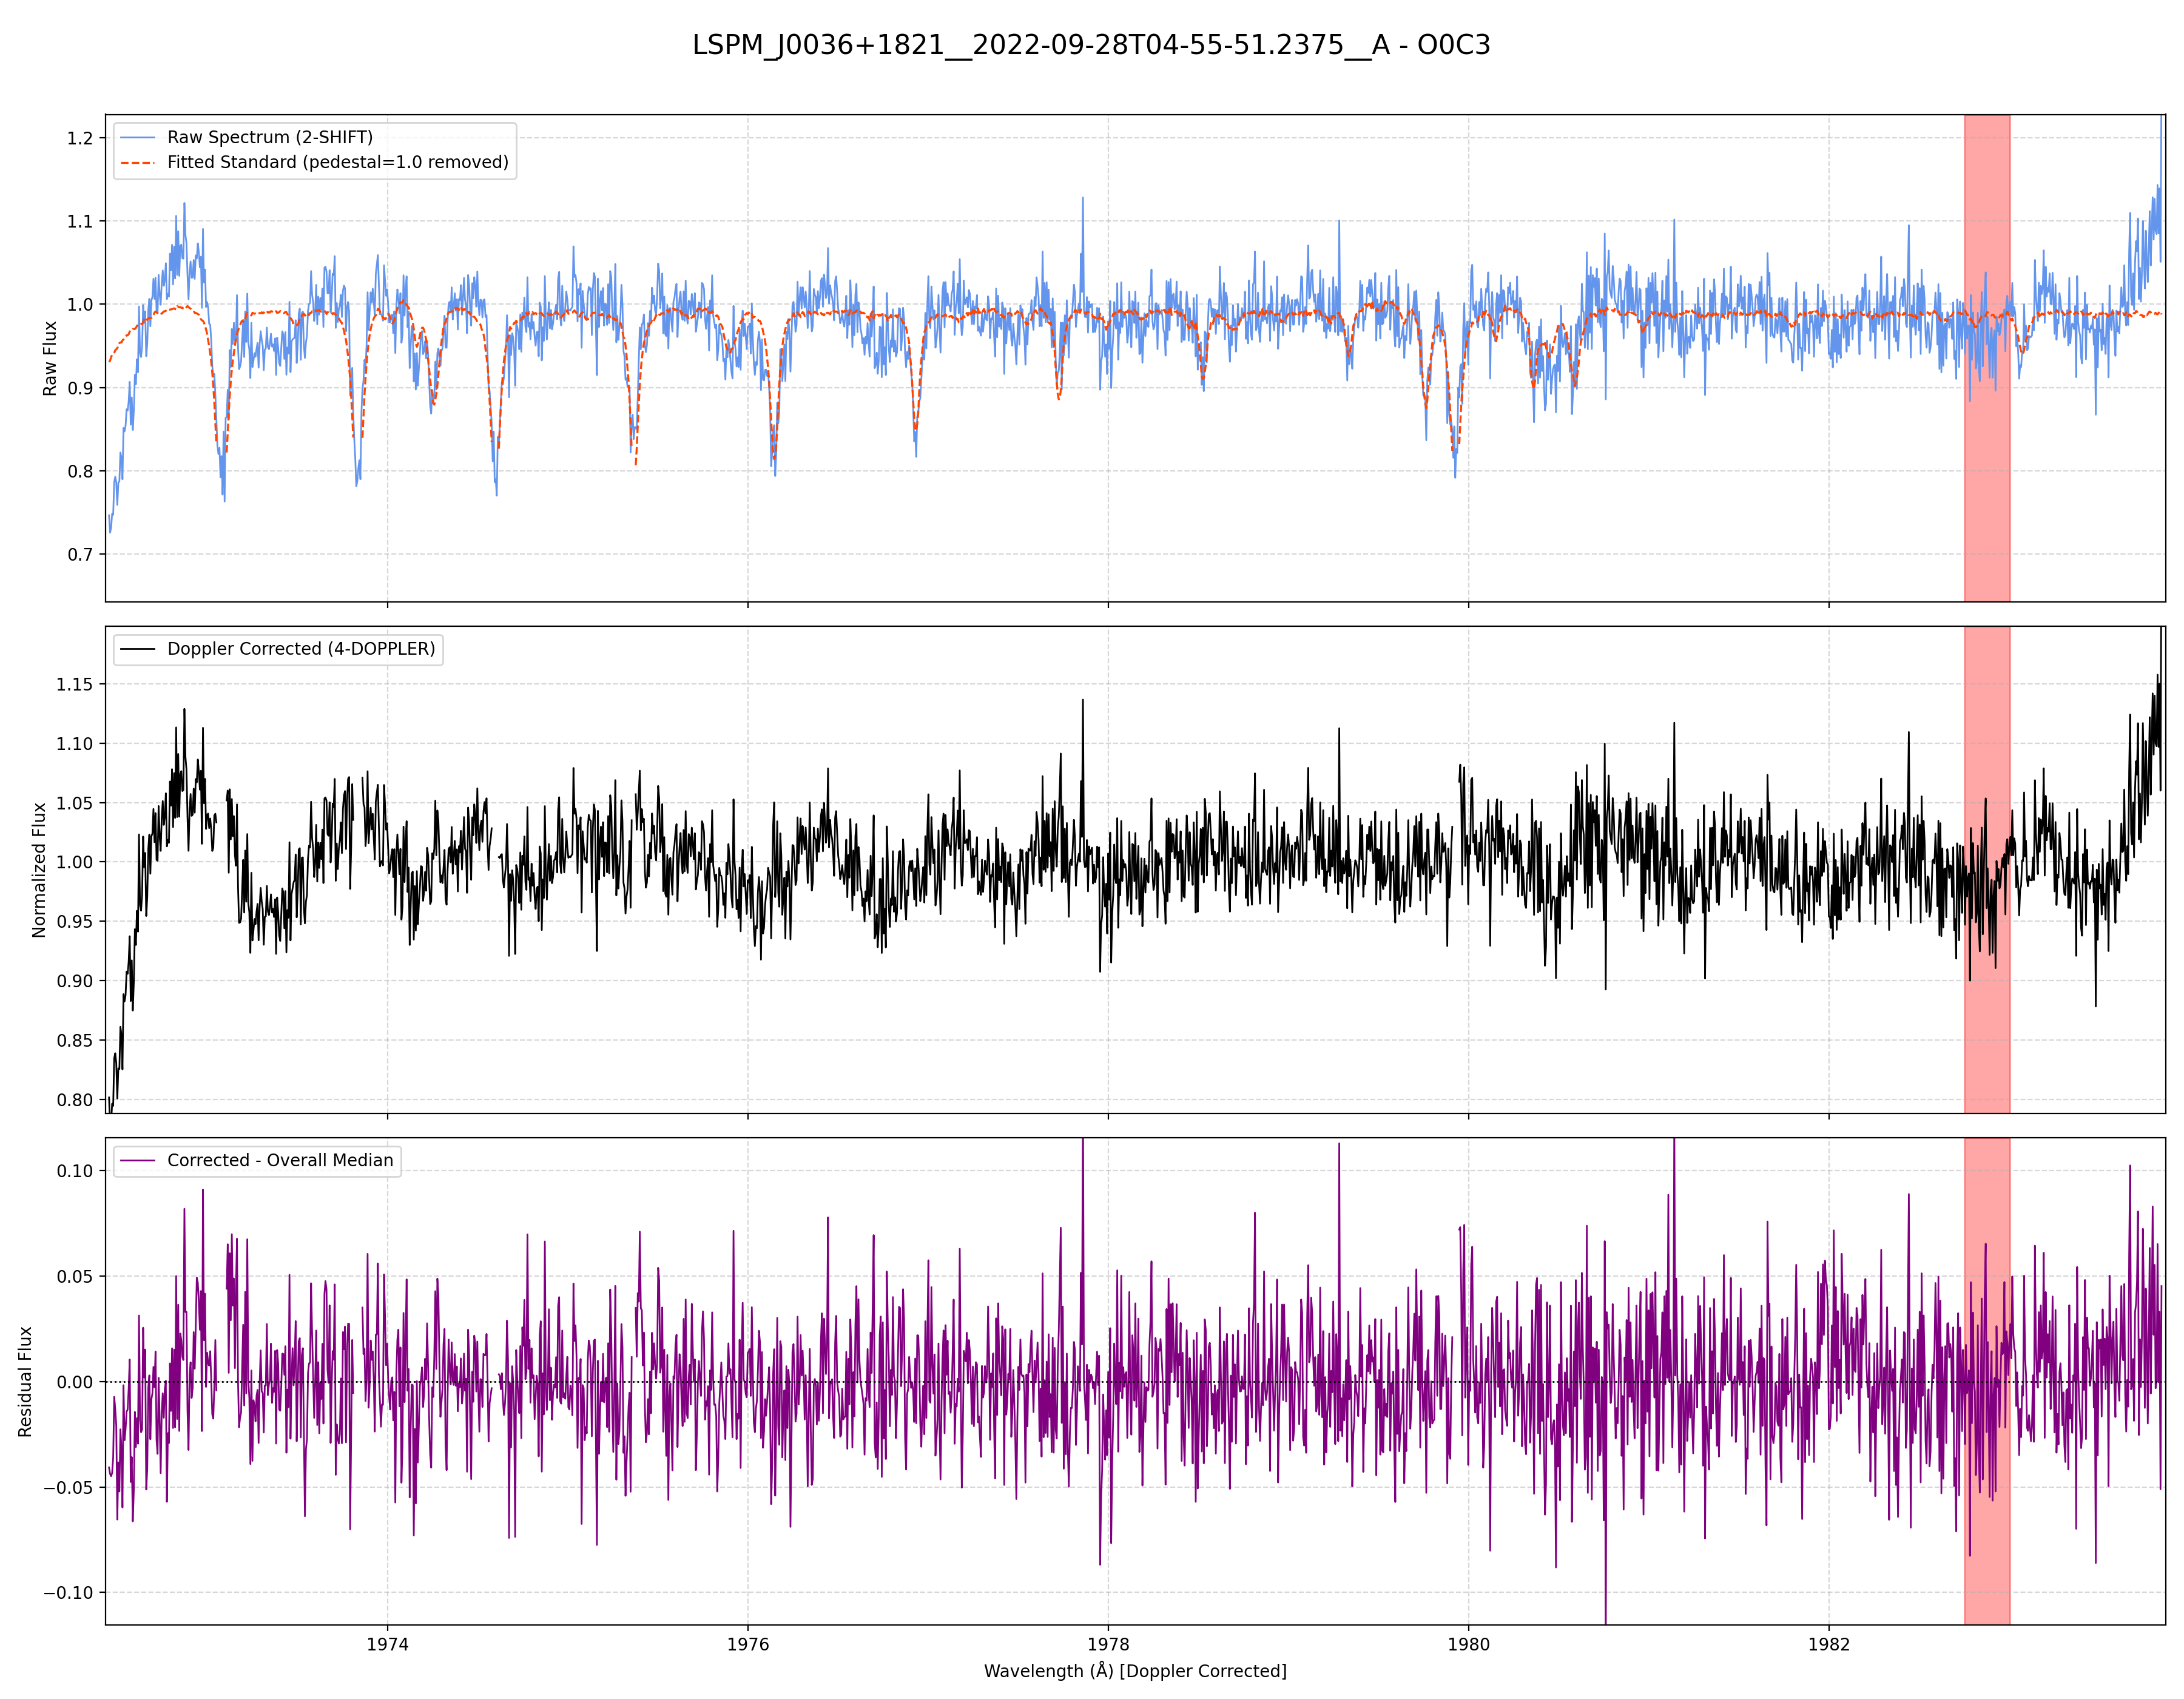 LSPM_J0036+1821__2022-09-28T04-55-51.2375__A - O0C3
Raw Spectrum (2-SHIFT)
Fitted Standard (pedestal=1.0 removed)
Raw Flux
1.2
1.1
1.0
0.9
0.8
0.7
Doppler Corrected (4-DOPPLER)
Normalized Flux
1.15
1.10
1.05
1.00
0.95
0.90
0.85
0.80
Corrected - Overall Median
Residual Flux
0.10
0.05
0.00
−0.05
−0.10
1974 1976 1978 1980 1982
Wavelength (Å) [Doppler Corrected]